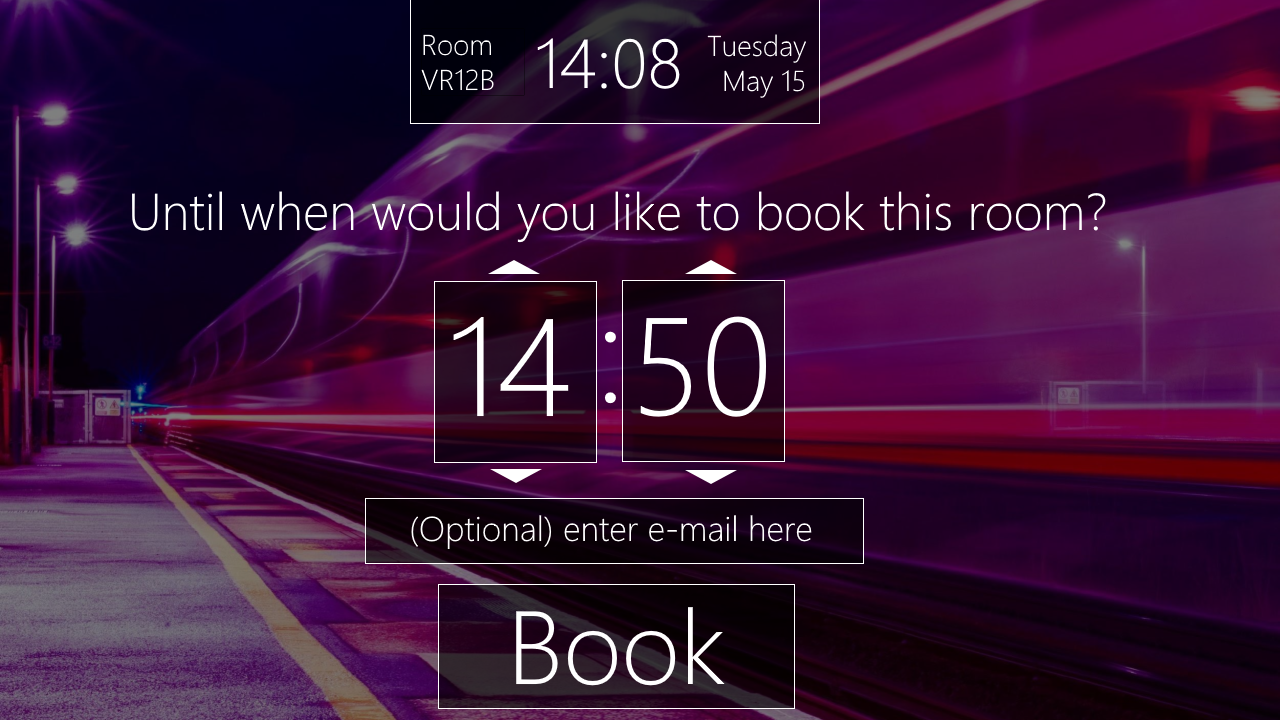 Room
VR12B
14:08
Tuesday
May 15
Until when would you like to book this room?
14:50
(Optional) enter e-mail here
Book